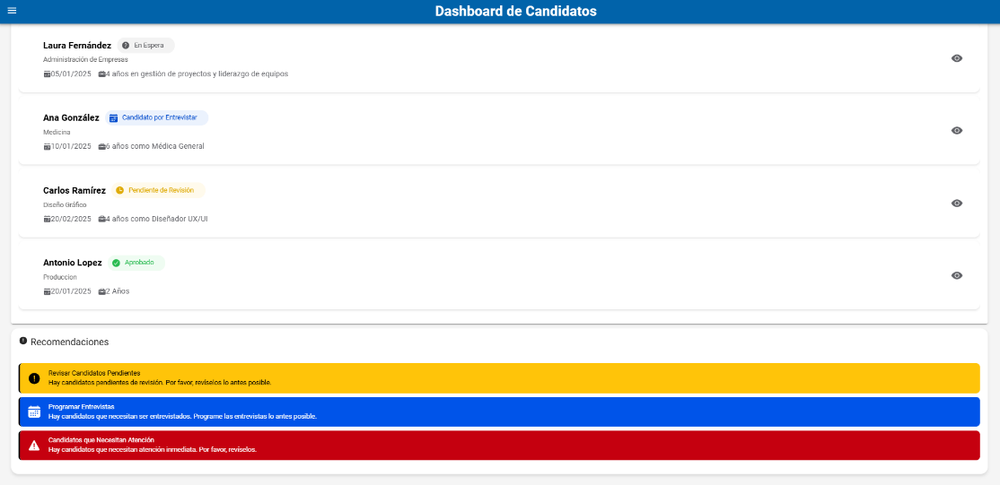 Dashboard de Candidatos
Laura Fernández En Espera
Administración de Empresas
05/01/2025 4 años en gestión de proyectos y liderazgo de equipos
Ana González Candidato por Entrevistar
Medicina
10/01/2025 6 años como Médica General
Carlos Ramírez Pendiente de Revisión
Diseño Gráfico
20/02/2025 4 años como Diseñador UX/UI
Antonio Lopez Aprobado
Produccion
20/01/2025 2 Años
Recomendaciones
Revisar Candidatos Pendientes
Hay candidatos pendientes de revisión. Por favor, revíselos lo antes posible.
Programar Entrevistas
Hay candidatos que necesitan ser entrevistados. Programe las entrevistas lo antes posible.
Candidatos que Necesitan Atención
Hay candidatos que necesitan atención inmediata. Por favor, revíselos.